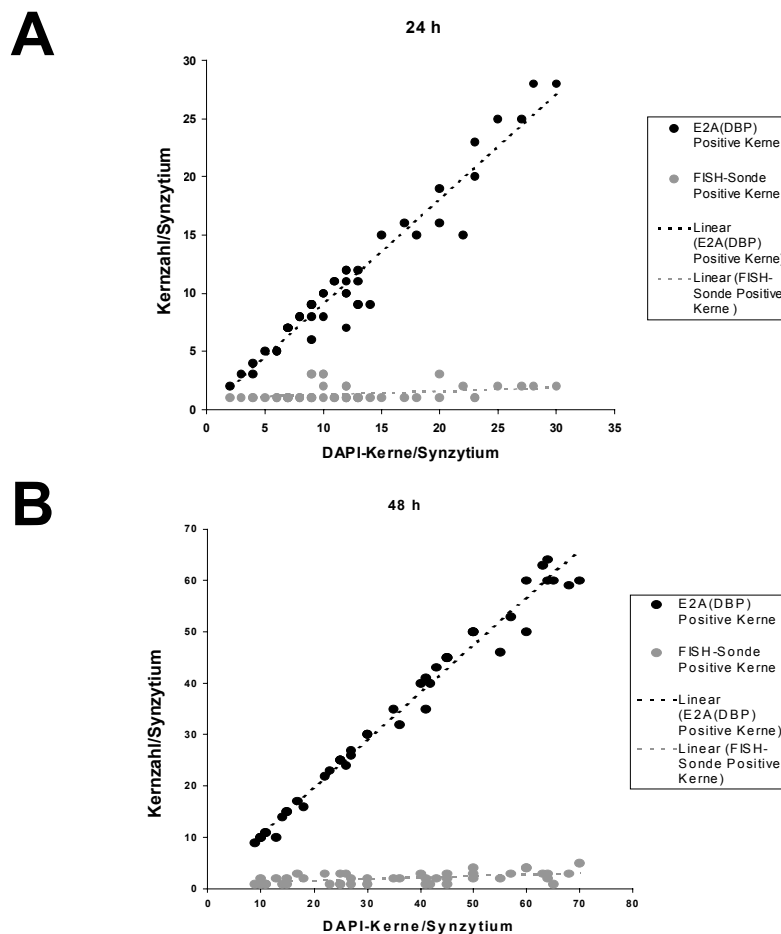 A
24 h
30
25
20
15
10
5
0
Kernzahl/Synzytium
0 5 10 15 20 25 30 35
DAPI-Kerne/Synzytium
E2A(DBP)
Positive Kerne
FISH-Sonde
Positive Kerne
Linear
(E2A(DBP)
Positive Kerne)
Linear (FISH-
Sonde Positive
Kerne )
B
48 h
70
60
50
40
30
20
10
0
Kernzahl/Synzytium
0 10 20 30 40 50 60 70 80
DAPI-Kerne/Synzytium
E2A(DBP)
Positive Kerne
FISH-Sonde
Positive Kerne
Linear
(E2A(DBP)
Positive Kerne)
Linear (FISH-
Sonde Positive
Kerne)